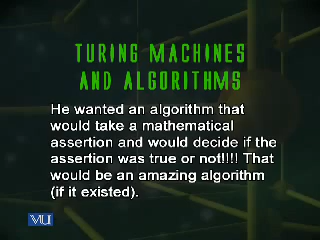 TURING MACHINES
AND ALGORITHMS
He wanted an algorithm that
would take a mathematical
assertion and would decide if the
assertion was true or not!!!! That
would be an amazing algorithm
(if it existed).
VU